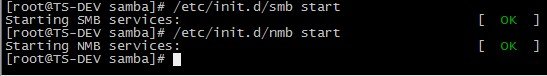 [root@TS-DEV samba]# /etc/init.d/smb start
Starting SMB services: [ OK ]
[root@TS-DEV samba]# /etc/init.d/nmb start
Starting NMB services: [ OK ]
[root@TS-DEV samba]#